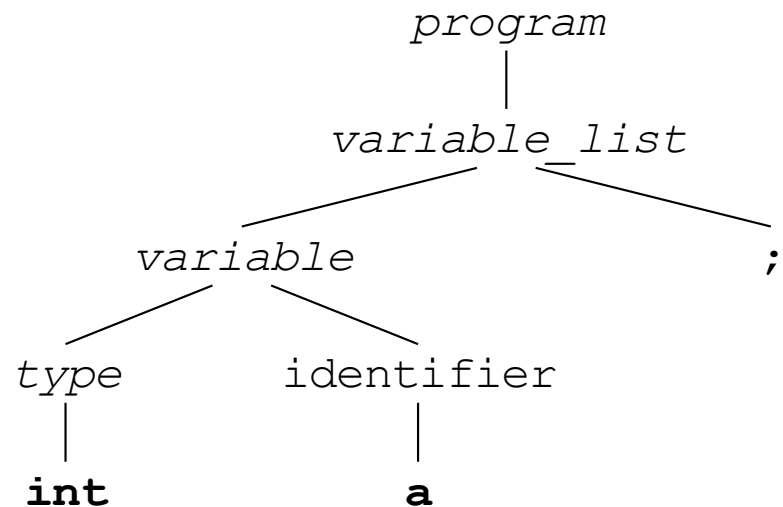 program
variable_list
variable ;
type identifier
int a